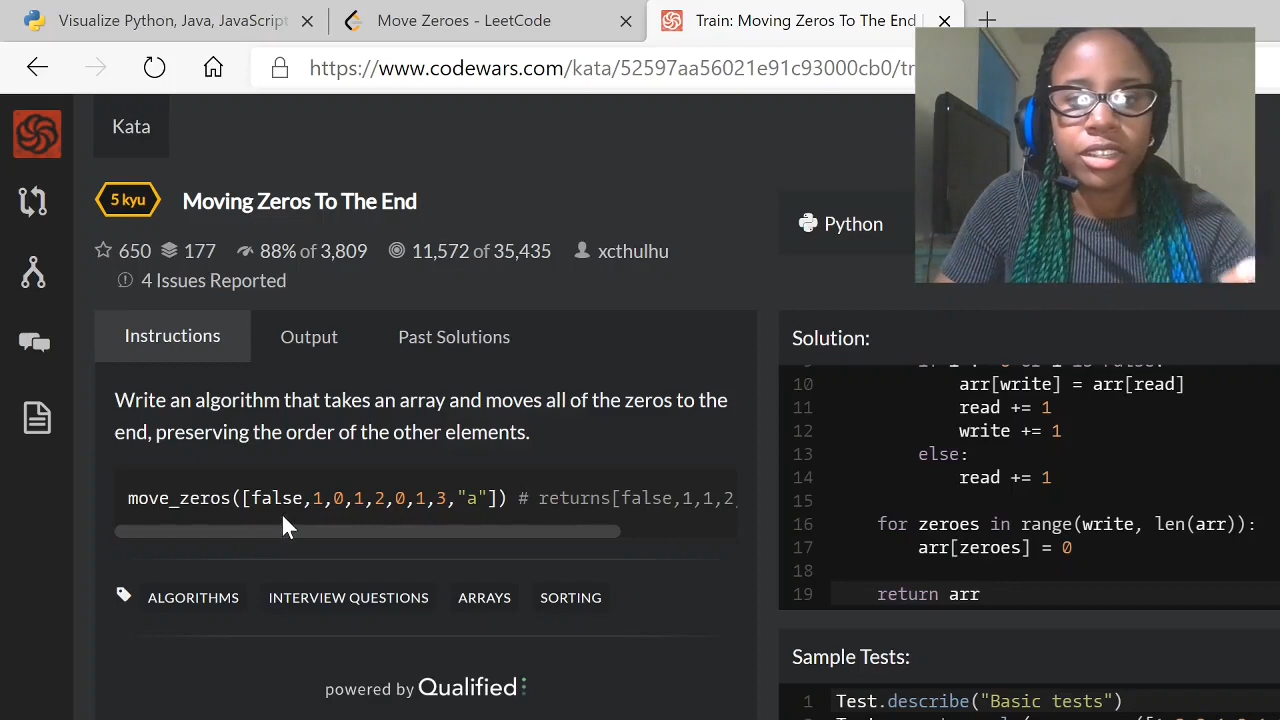 Visualize Python, Java, JavaScript
Move Zeroes - LeetCode
Train: Moving Zeros To The End
https://www.codewars.com/kata/52597aa56021e91c93000cb0/tr
Kata
5 kyu
Moving Zeros To The End
650
177
88% of 3,809
11,572 of 35,435
xcthulhu
4 Issues Reported
Python
Instructions
Output
Past Solutions
Write an algorithm that takes an array and moves all of the zeros to the
end, preserving the order of the other elements.
move_zeros([false,1,0,1,2,0,1,3,"a"]) # returns[false,1,1,2,
ALGORITHMS
INTERVIEW QUESTIONS
ARRAYS
SORTING
powered by Qualified
Solution:
10 arr[write] = arr[read]
11 read += 1
12 write += 1
13 else:
14 read += 1
15
16 for zeroes in range(write, len(arr)):
17 arr[zeroes] = 0
18
19 return arr
Sample Tests:
1 Test.describe("Basic tests")